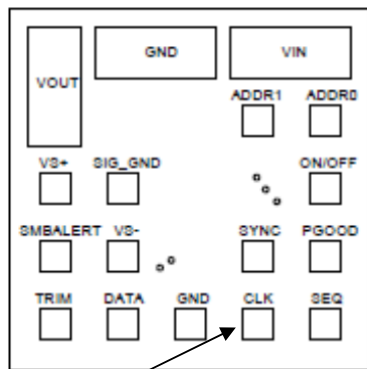 GND VIN
VOUT
ADDR1 ADDR0
VS+ SIG_GND ON/OFF
SMBALERT VS- SYNC PGOOD
TRIM DATA GND CLK SEQ